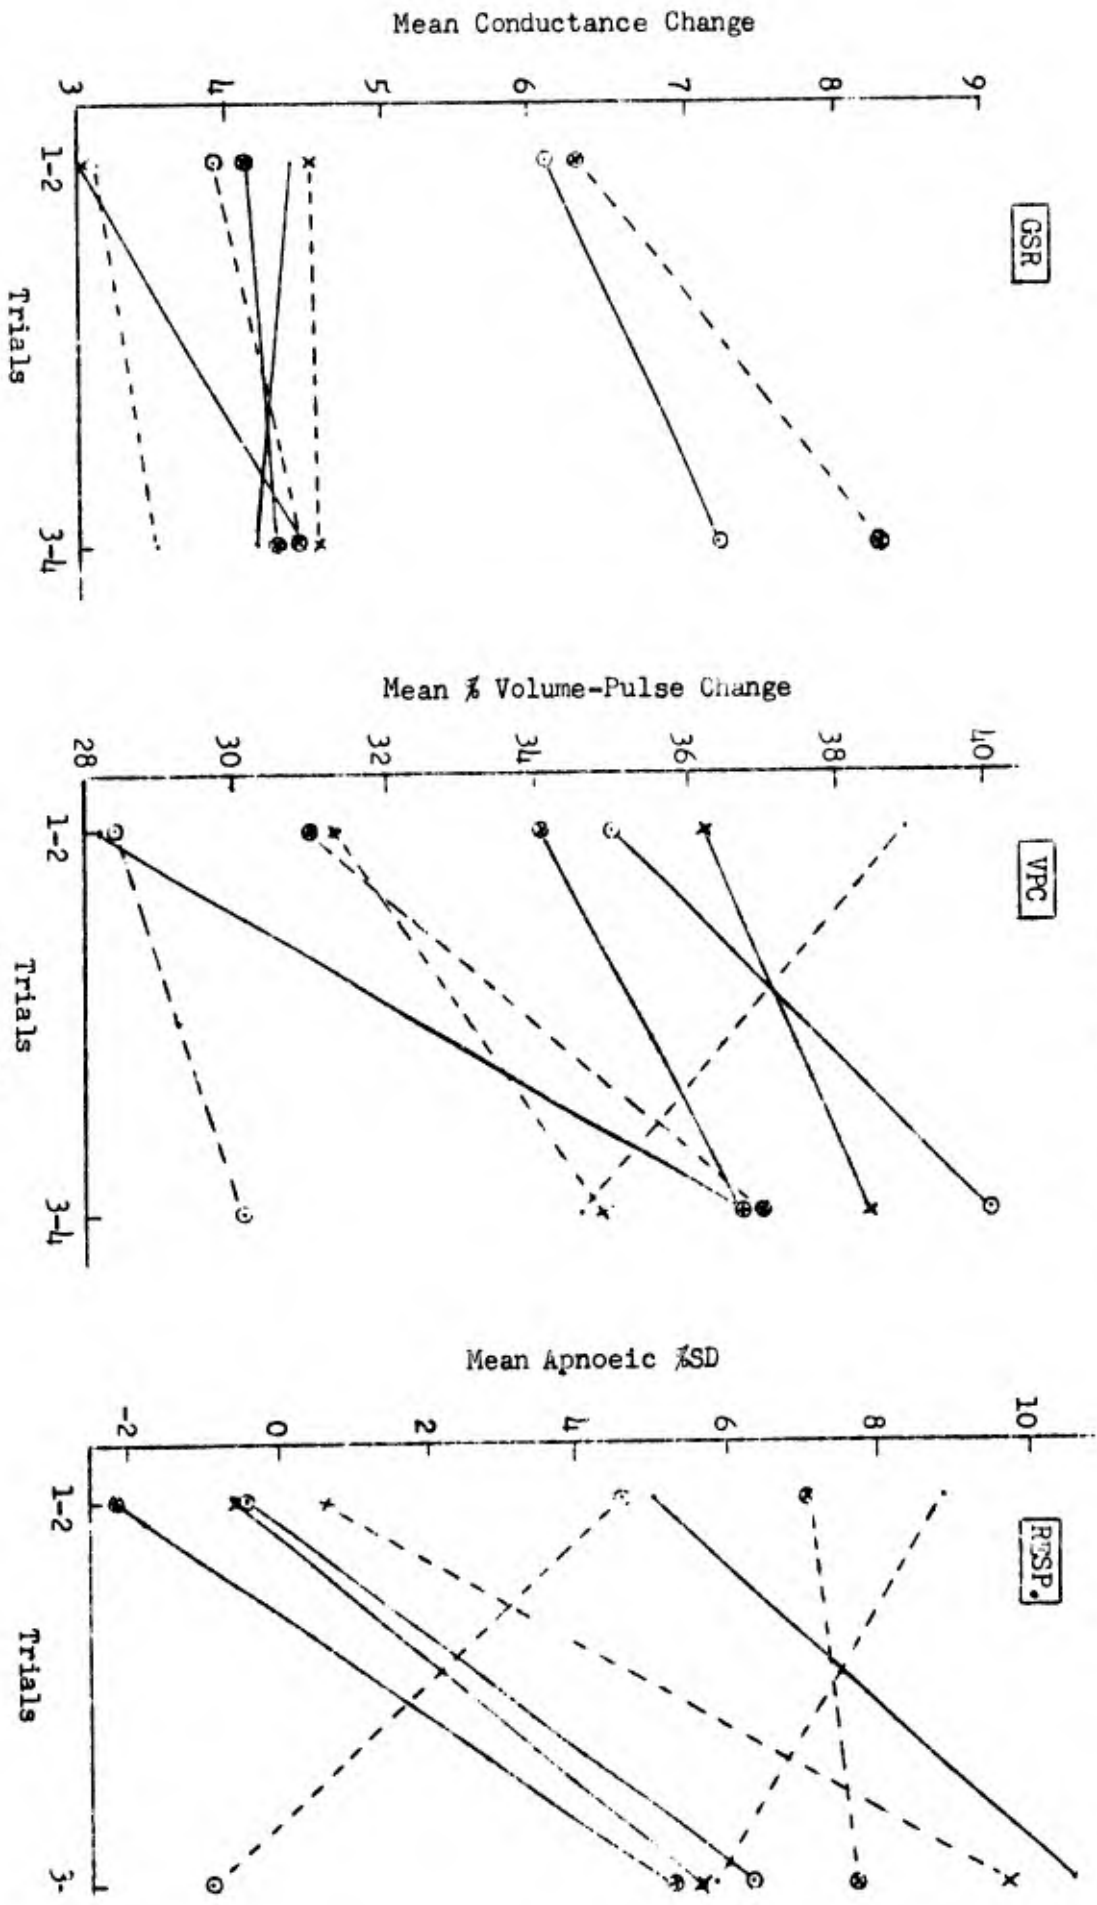 Mean Conductance Change
3 4 5 6 7 8 9
GSR
1-2
3-4
Trials
Mean % Volume-Pulse Change
28 30 32 34 36 38 40
VPC
1-2
3-4
Trials
Mean Apnoeic %SD
-2 0 2 4 6 8 10
RESP.
1-2
3-
Trials